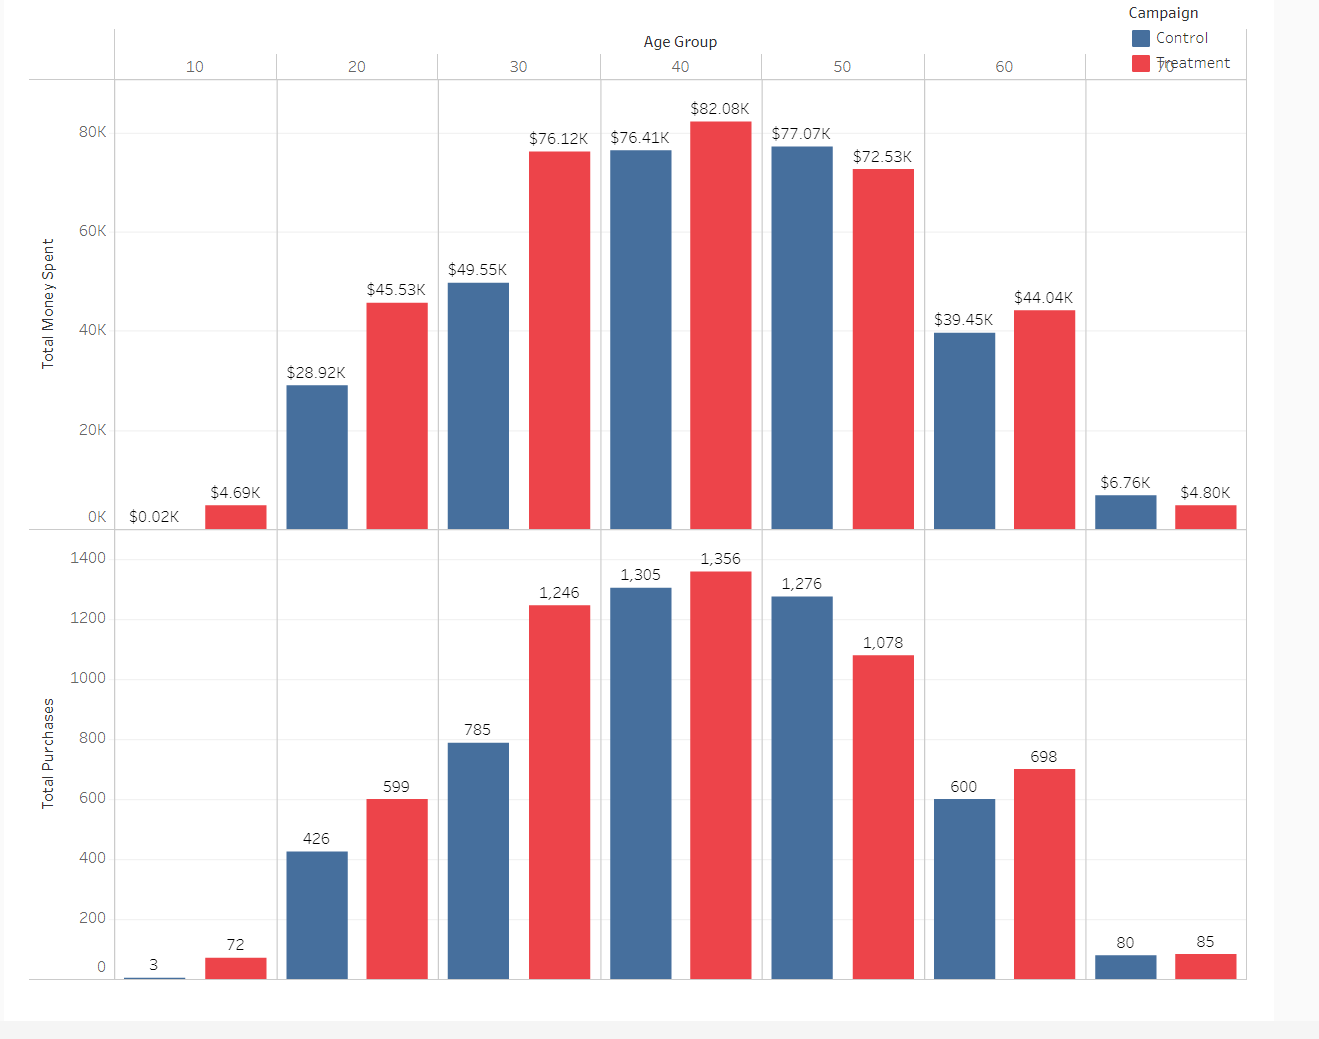 Campaign
Control
Treatment
Age Group
10 20 30 40 50 60 70
Total Money Spent
80K
60K
40K
20K
0K
$0.02K $4.69K $28.92K $45.53K $49.55K $76.12K $76.41K $82.08K $77.07K $72.53K $39.45K $44.04K $6.76K $4.80K
Total Purchases
1400
1200
1000
800
600
400
200
0
3 72 426 599 785 1,246 1,305 1,356 1,276 1,078 600 698 80 85